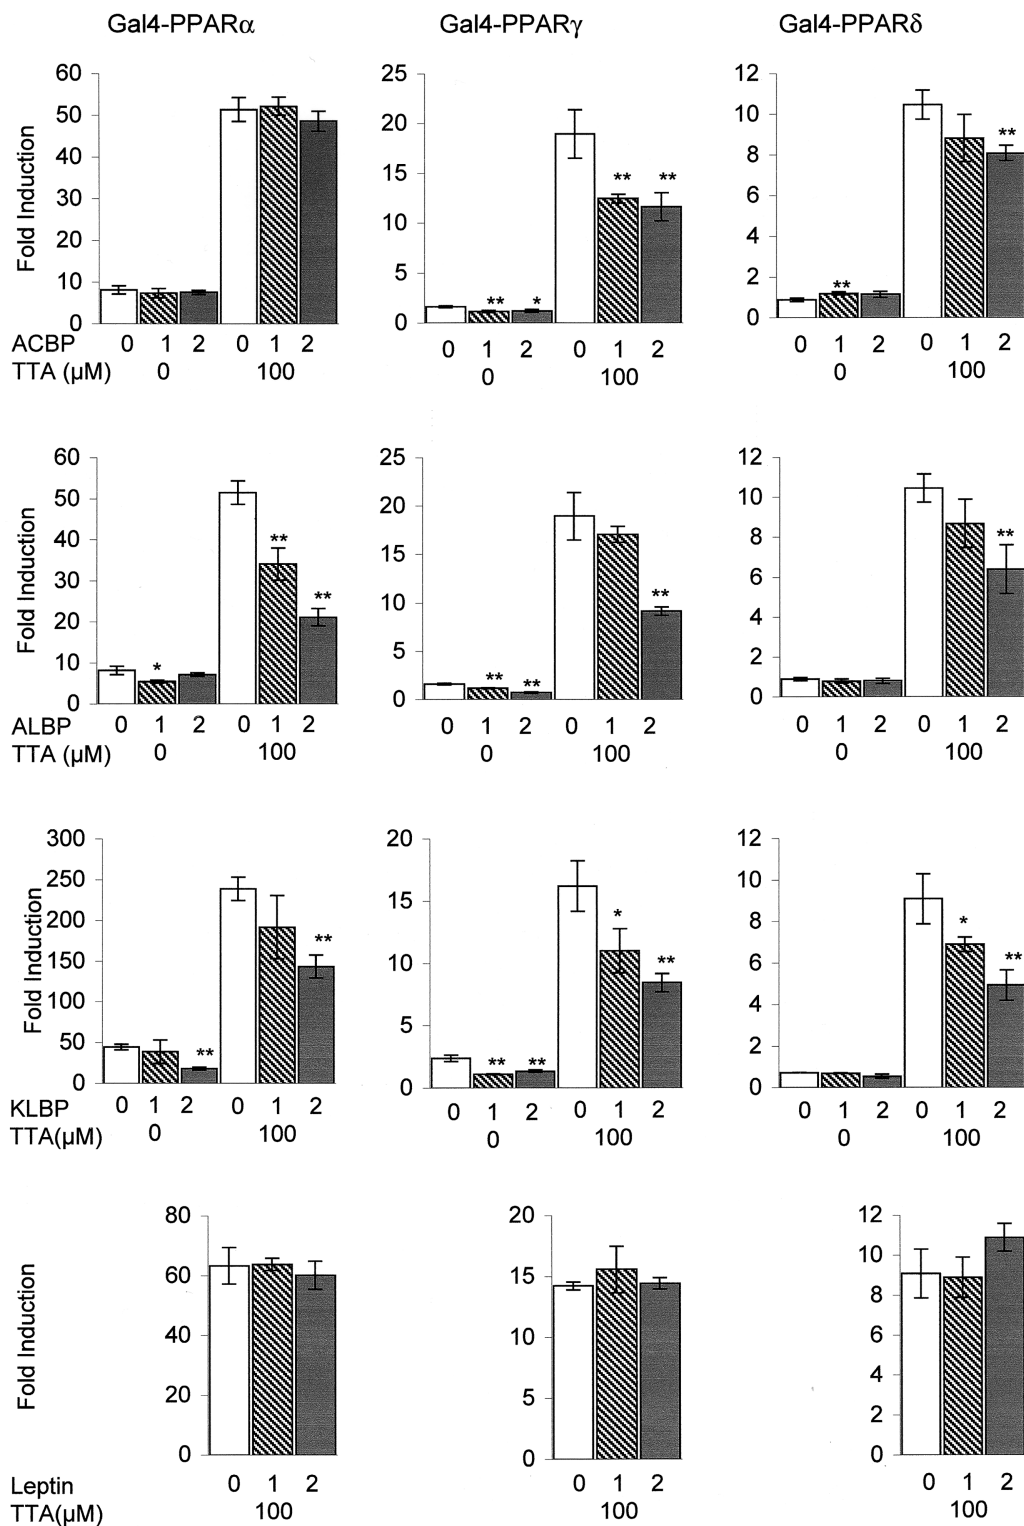 Gal4-PPARα Gal4-PPARγ Gal4-PPARδ
Fold Induction
60 25 12
50 20 10
40 15 8
30 10 6
20 5 4
10 0 2
0 0
** ** **
** * **
ACBP 0 1 2 0 1 2 0 1 2 0 1 2 0 1 2 0 1 2
TTA (µM) 0 100 0 100 0 100
Fold Induction
60 25 12
50 20 10
40 15 8
30 10 6
20 5 4
10 0 2
0 0
** ** ** **
* ** **
ALBP 0 1 2 0 1 2 0 1 2 0 1 2 0 1 2 0 1 2
TTA (µM) 0 100 0 100 0 100
Fold Induction
300 20 12
250 15 10
200 10 8
150 5 6
100 0 4
50 2
0 0
** * ** * **
** ** **
KLBP 0 1 2 0 1 2 0 1 2 0 1 2 0 1 2 0 1 2
TTA(µM) 0 100 0 100 0 100
Fold Induction
80 20 12
60 15 10
40 10 8
20 5 6
0 0 4
2
0
Leptin 0 1 2 0 1 2 0 1 2
TTA(µM) 100 100 100